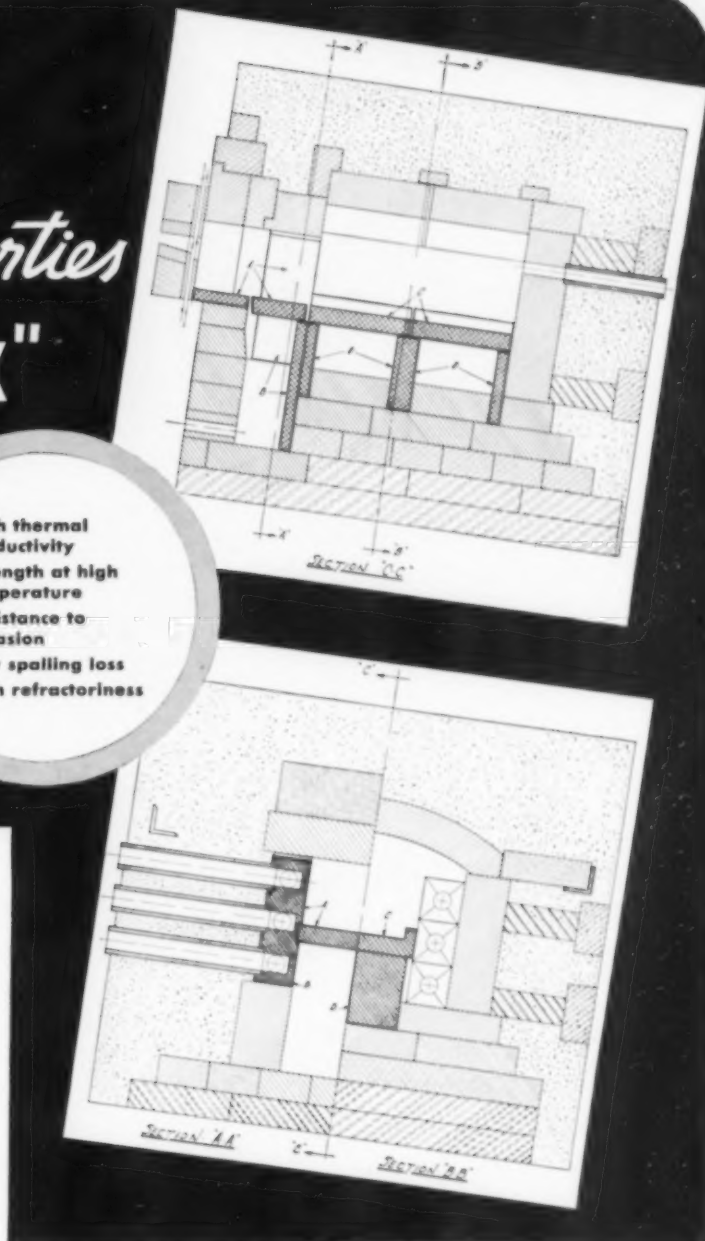 rties
x"
h thermal
ductivity
ength at high
perature
istance to
asion
spalling loss
h refractoriness
"A"
"B"
C
"A"
"B"
SECTION "CC"
"C"
C
SECTION "AA"
"C"
SECTION "BB"